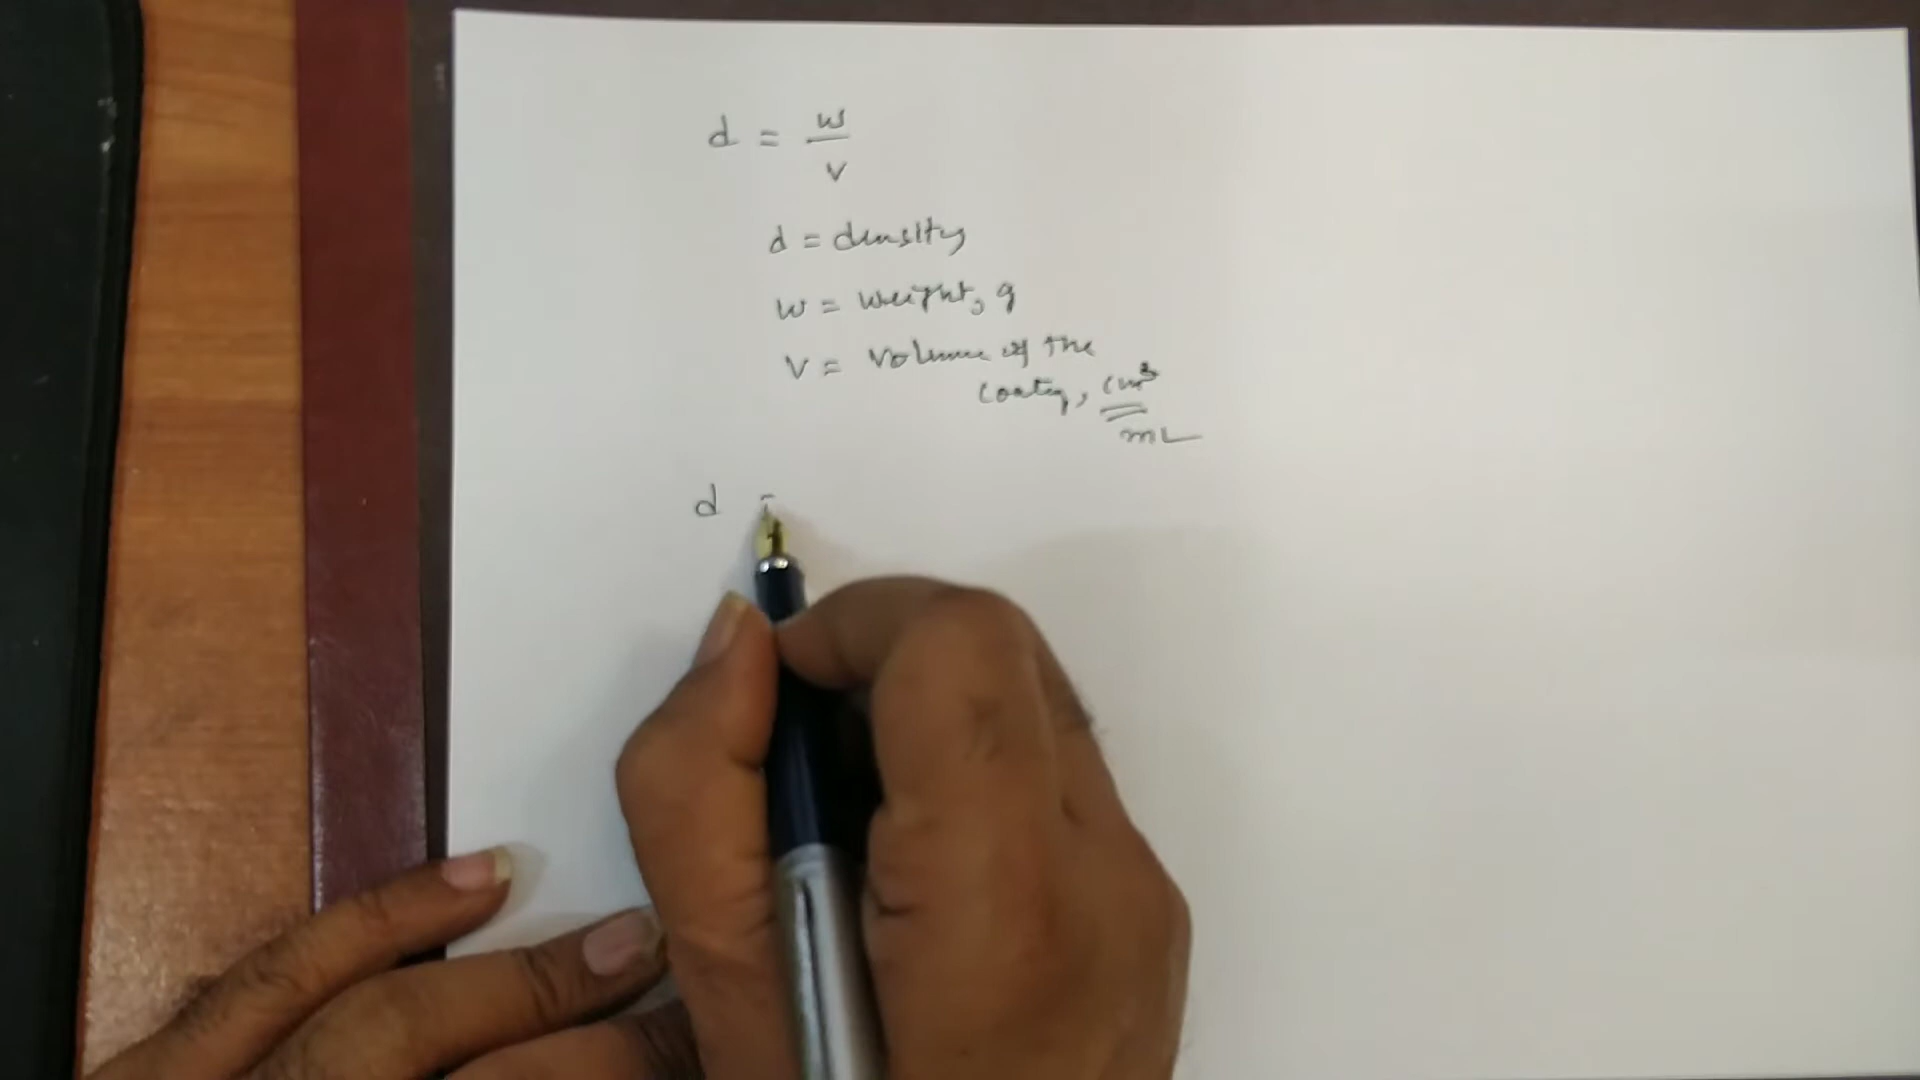 d = w
v
d = density
w = weight, g
v = volume of the
coating, cm³
mL
d =